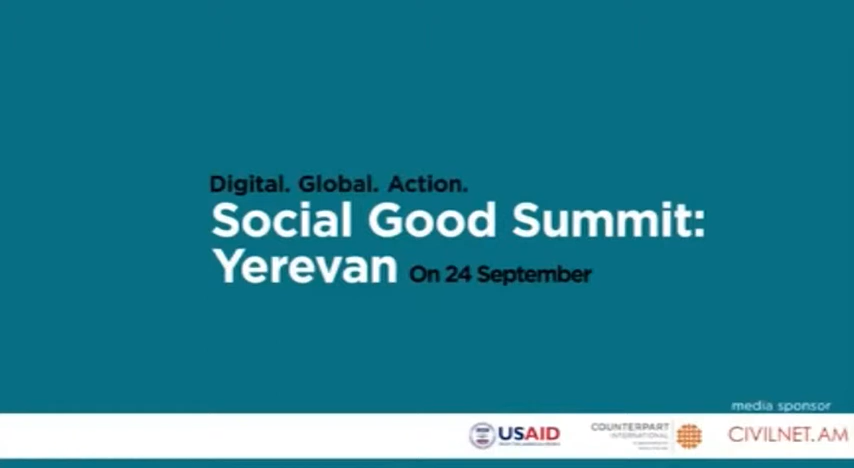 Digital. Global. Action.
Social Good Summit:
Yerevan On 24 September
media sponsor
USAID
COUNTERPART
INTERNATIONAL
CIVILNET.AM